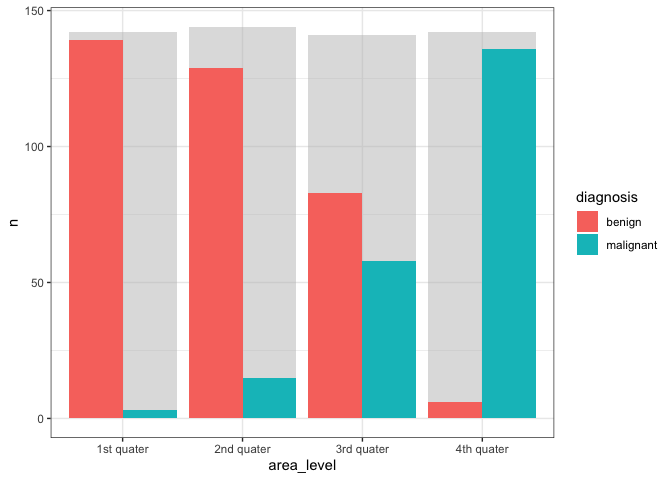 150
100
50
0
n
1st quater
2nd quater
3rd quater
4th quater
area_level
diagnosis
benign
malignant